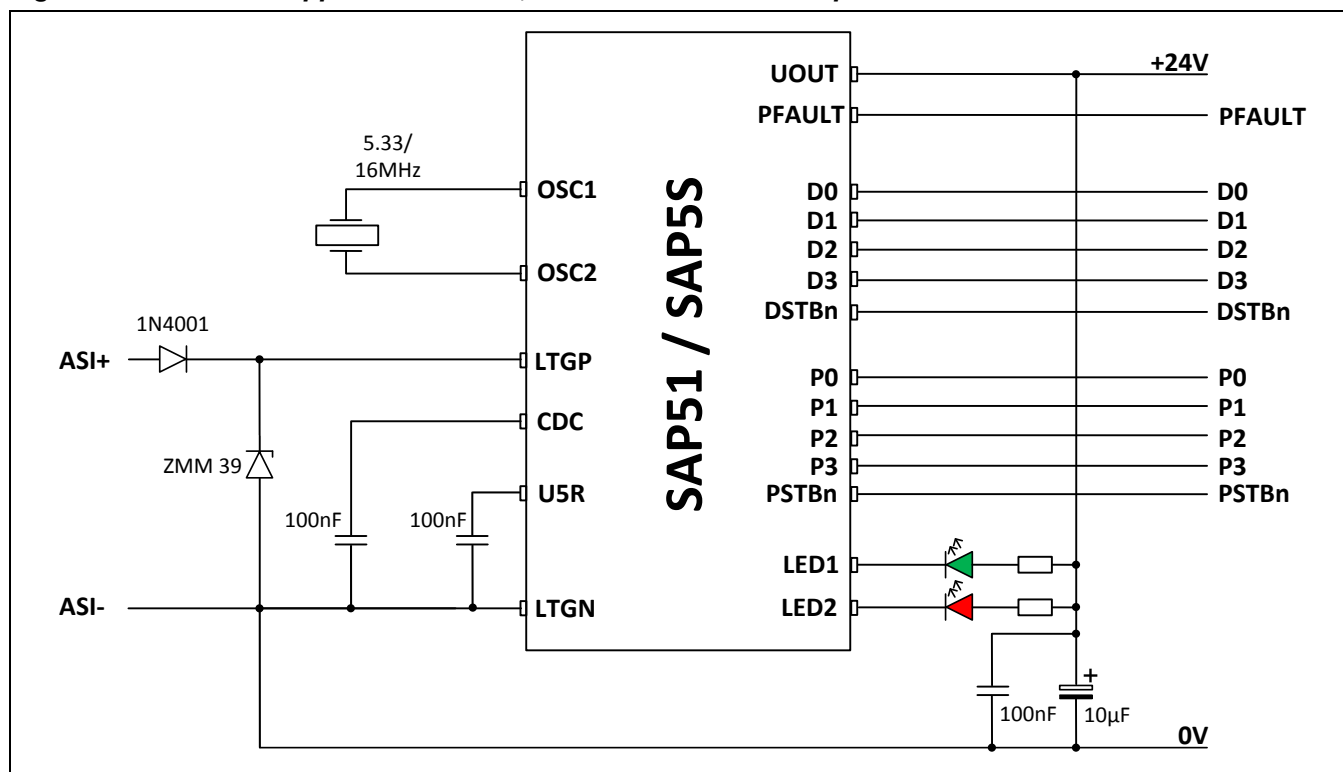 UOUT
+24V
PFAULT
PFAULT
5.33/
16MHz
OSC1
D0
D0
D1
D1
D2
D2
OSC2
D3
D3
DSTBn
DSTBn
1N4001
ASI+
LTGP
P0
P0
P1
P1
CDC
P2
P2
ZMM 39
P3
P3
U5R
PSTBn
PSTBn
100nF
100nF
LED1
ASI-
LTGN
LED2
SAP51 / SAP5S
+
100nF
10µF
0V